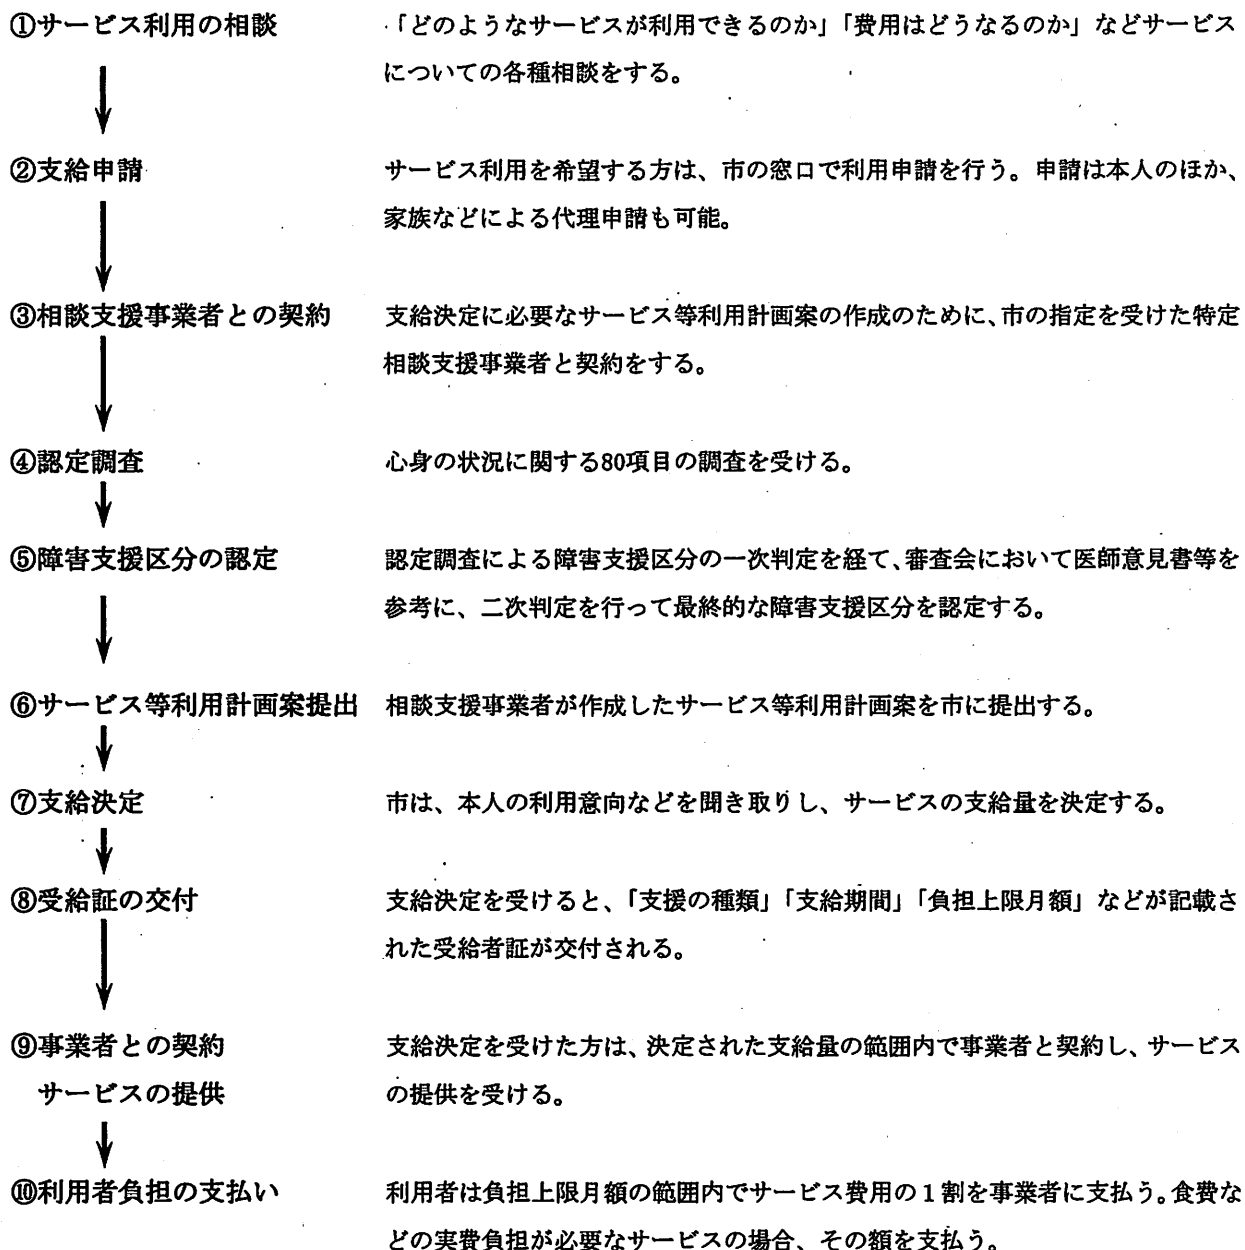 ①サービス利用の相談
「どのようなサービスが利用できるのか」「費用はどうなるのか」などサービス
についての各種相談をする。
②支給申請
サービス利用を希望する方は、市の窓口で利用申請を行う。申請は本人のほか、
家族などによる代理申請も可能。
③相談支援事業者との契約
支給決定に必要なサービス等利用計画案の作成のために、市の指定を受けた特定
相談支援事業者と契約をする。
④認定調査
心身の状況に関する80項目の調査を受ける。
⑤障害支援区分の認定
認定調査による障害支援区分の一次判定を経て、審査会において医師意見書等を
参考に、二次判定を行って最終的な障害支援区分を認定する。
⑥サービス等利用計画案提出
相談支援事業者が作成したサービス等利用計画案を市に提出する。
⑦支給決定
市は、本人の利用意向などを聞き取りし、サービスの支給量を決定する。
⑧受給証の交付
支給決定を受けると、「支援の種類」「支給期間」「負担上限月額」などが記載さ
れた受給者証が交付される。
⑨事業者との契約
サービスの提供
支給決定を受けた方は、決定された支給量の範囲内で事業者と契約し、サービス
の提供を受ける。
⑩利用者負担の支払い
利用者は負担上限月額の範囲内でサービス費用の1割を事業者に支払う。食費な
どの実費負担が必要なサービスの場合、その額を支払う。